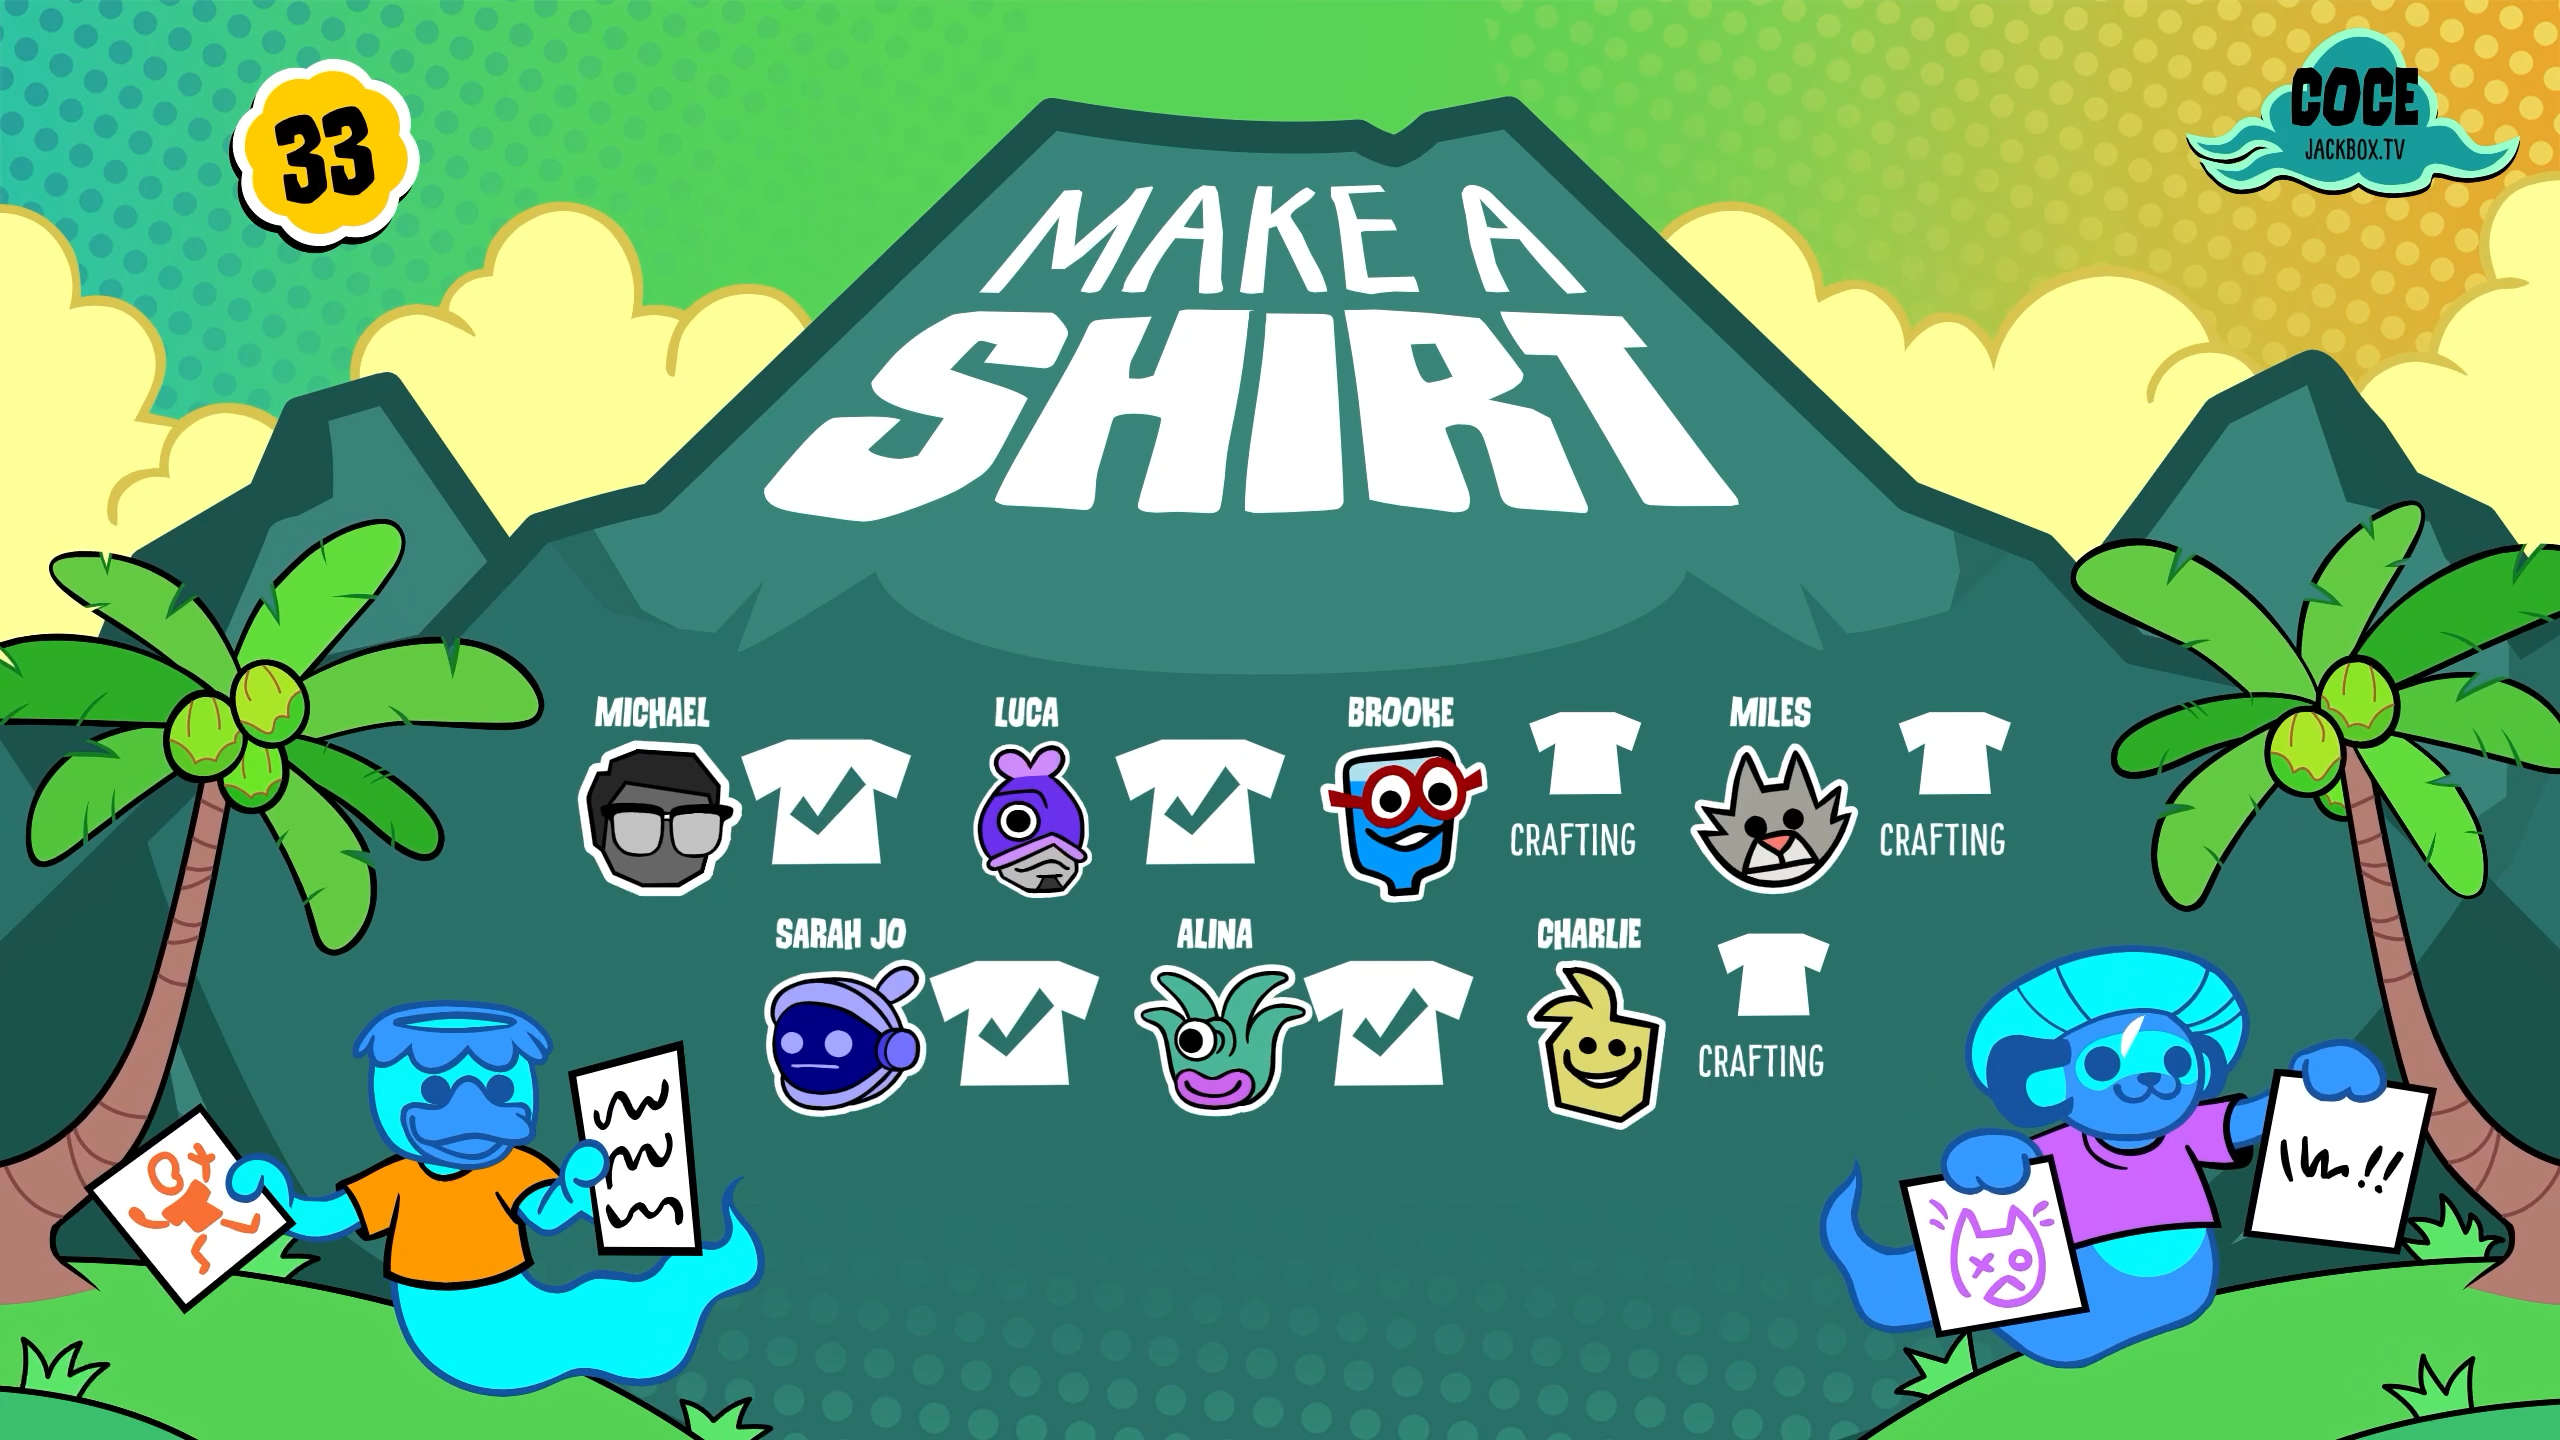 33
COCE
JACKBOX.TV
MAKE A
SHIRT
MICHAEL
LUCA
BROOKE
CRAFTING
MILES
CRAFTING
SARAH JO
ALINA
CHARLIE
CRAFTING